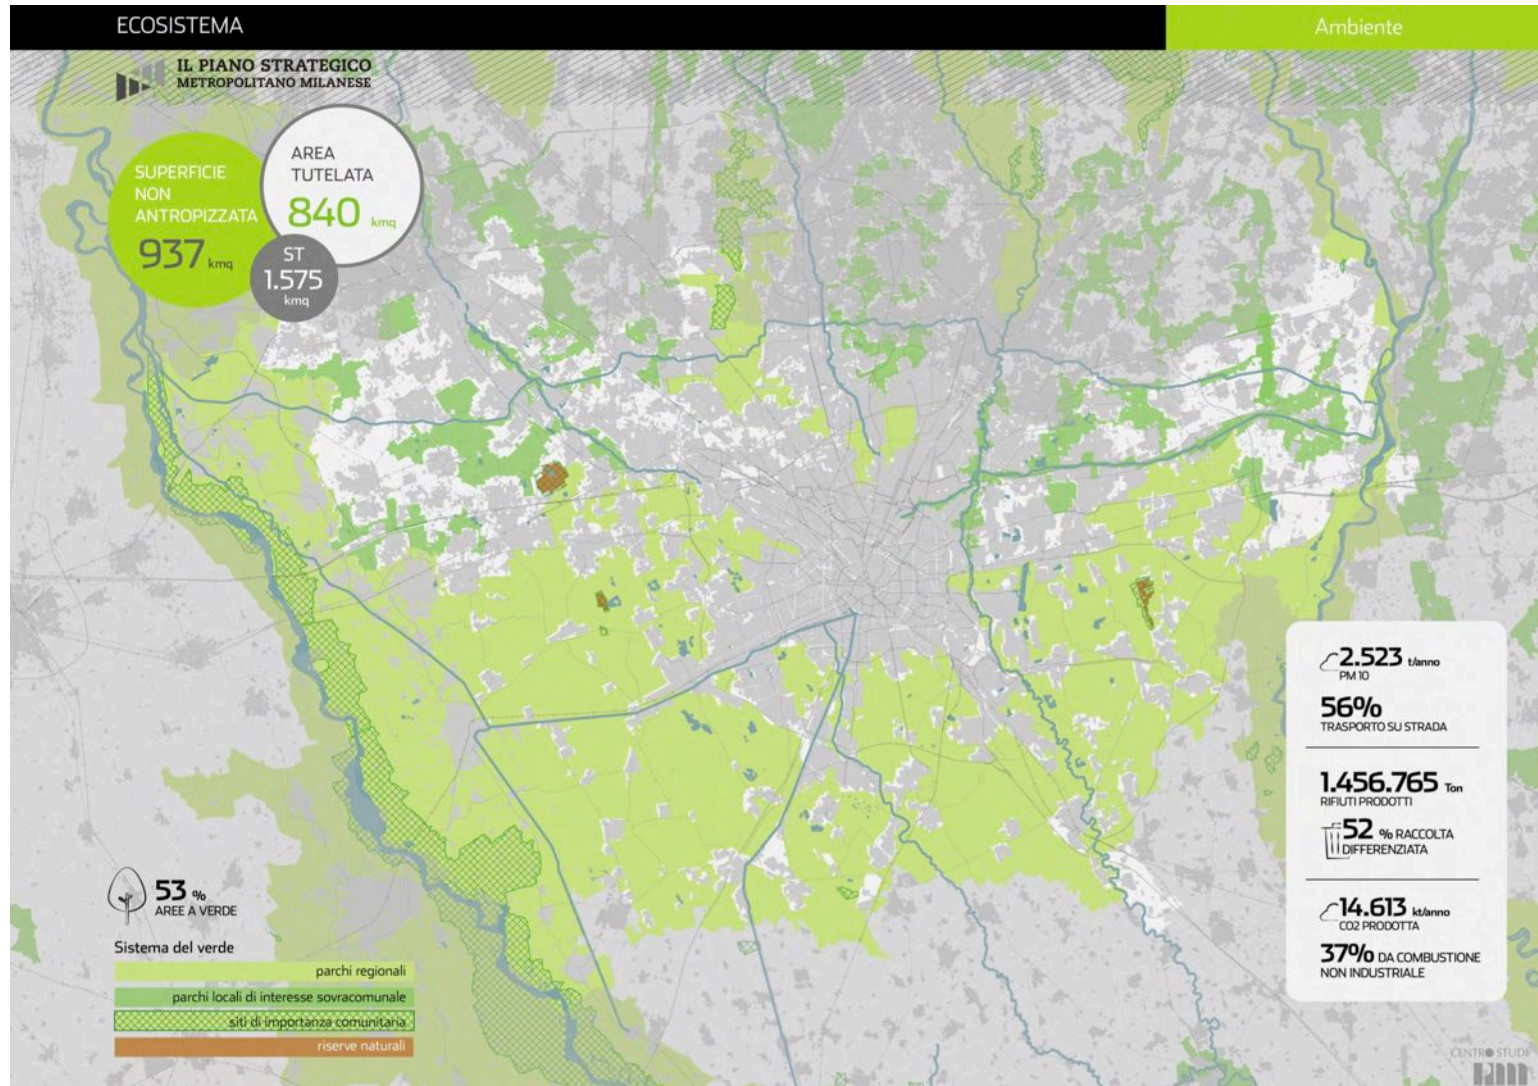 ECOSISTEMA
Ambiente
IL PIANO STRATEGICO
METROPOLITANO MILANESE
SUPERFICIE
NON
ANTROPIZZATA
937 kmq
AREA
TUTELATA
840 kmq
ST
1.575
kmq
53 %
AREE A VERDE
Sistema del verde
parchi regionali
parchi locali di interesse sovracomunale
siti di importanza comunitaria
riserve naturali
2.523 t/anno
PM 10
56%
TRASPORTO SU STRADA
1.456.765 Ton
RIFIUTI PRODOTTI
52 % RACCOLTA
DIFFERENZIATA
14.613 kt/anno
CO2 PRODOTTA
37% DA COMBUSTIONE
NON INDUSTRIALE
CENTRO STUDI
PIM